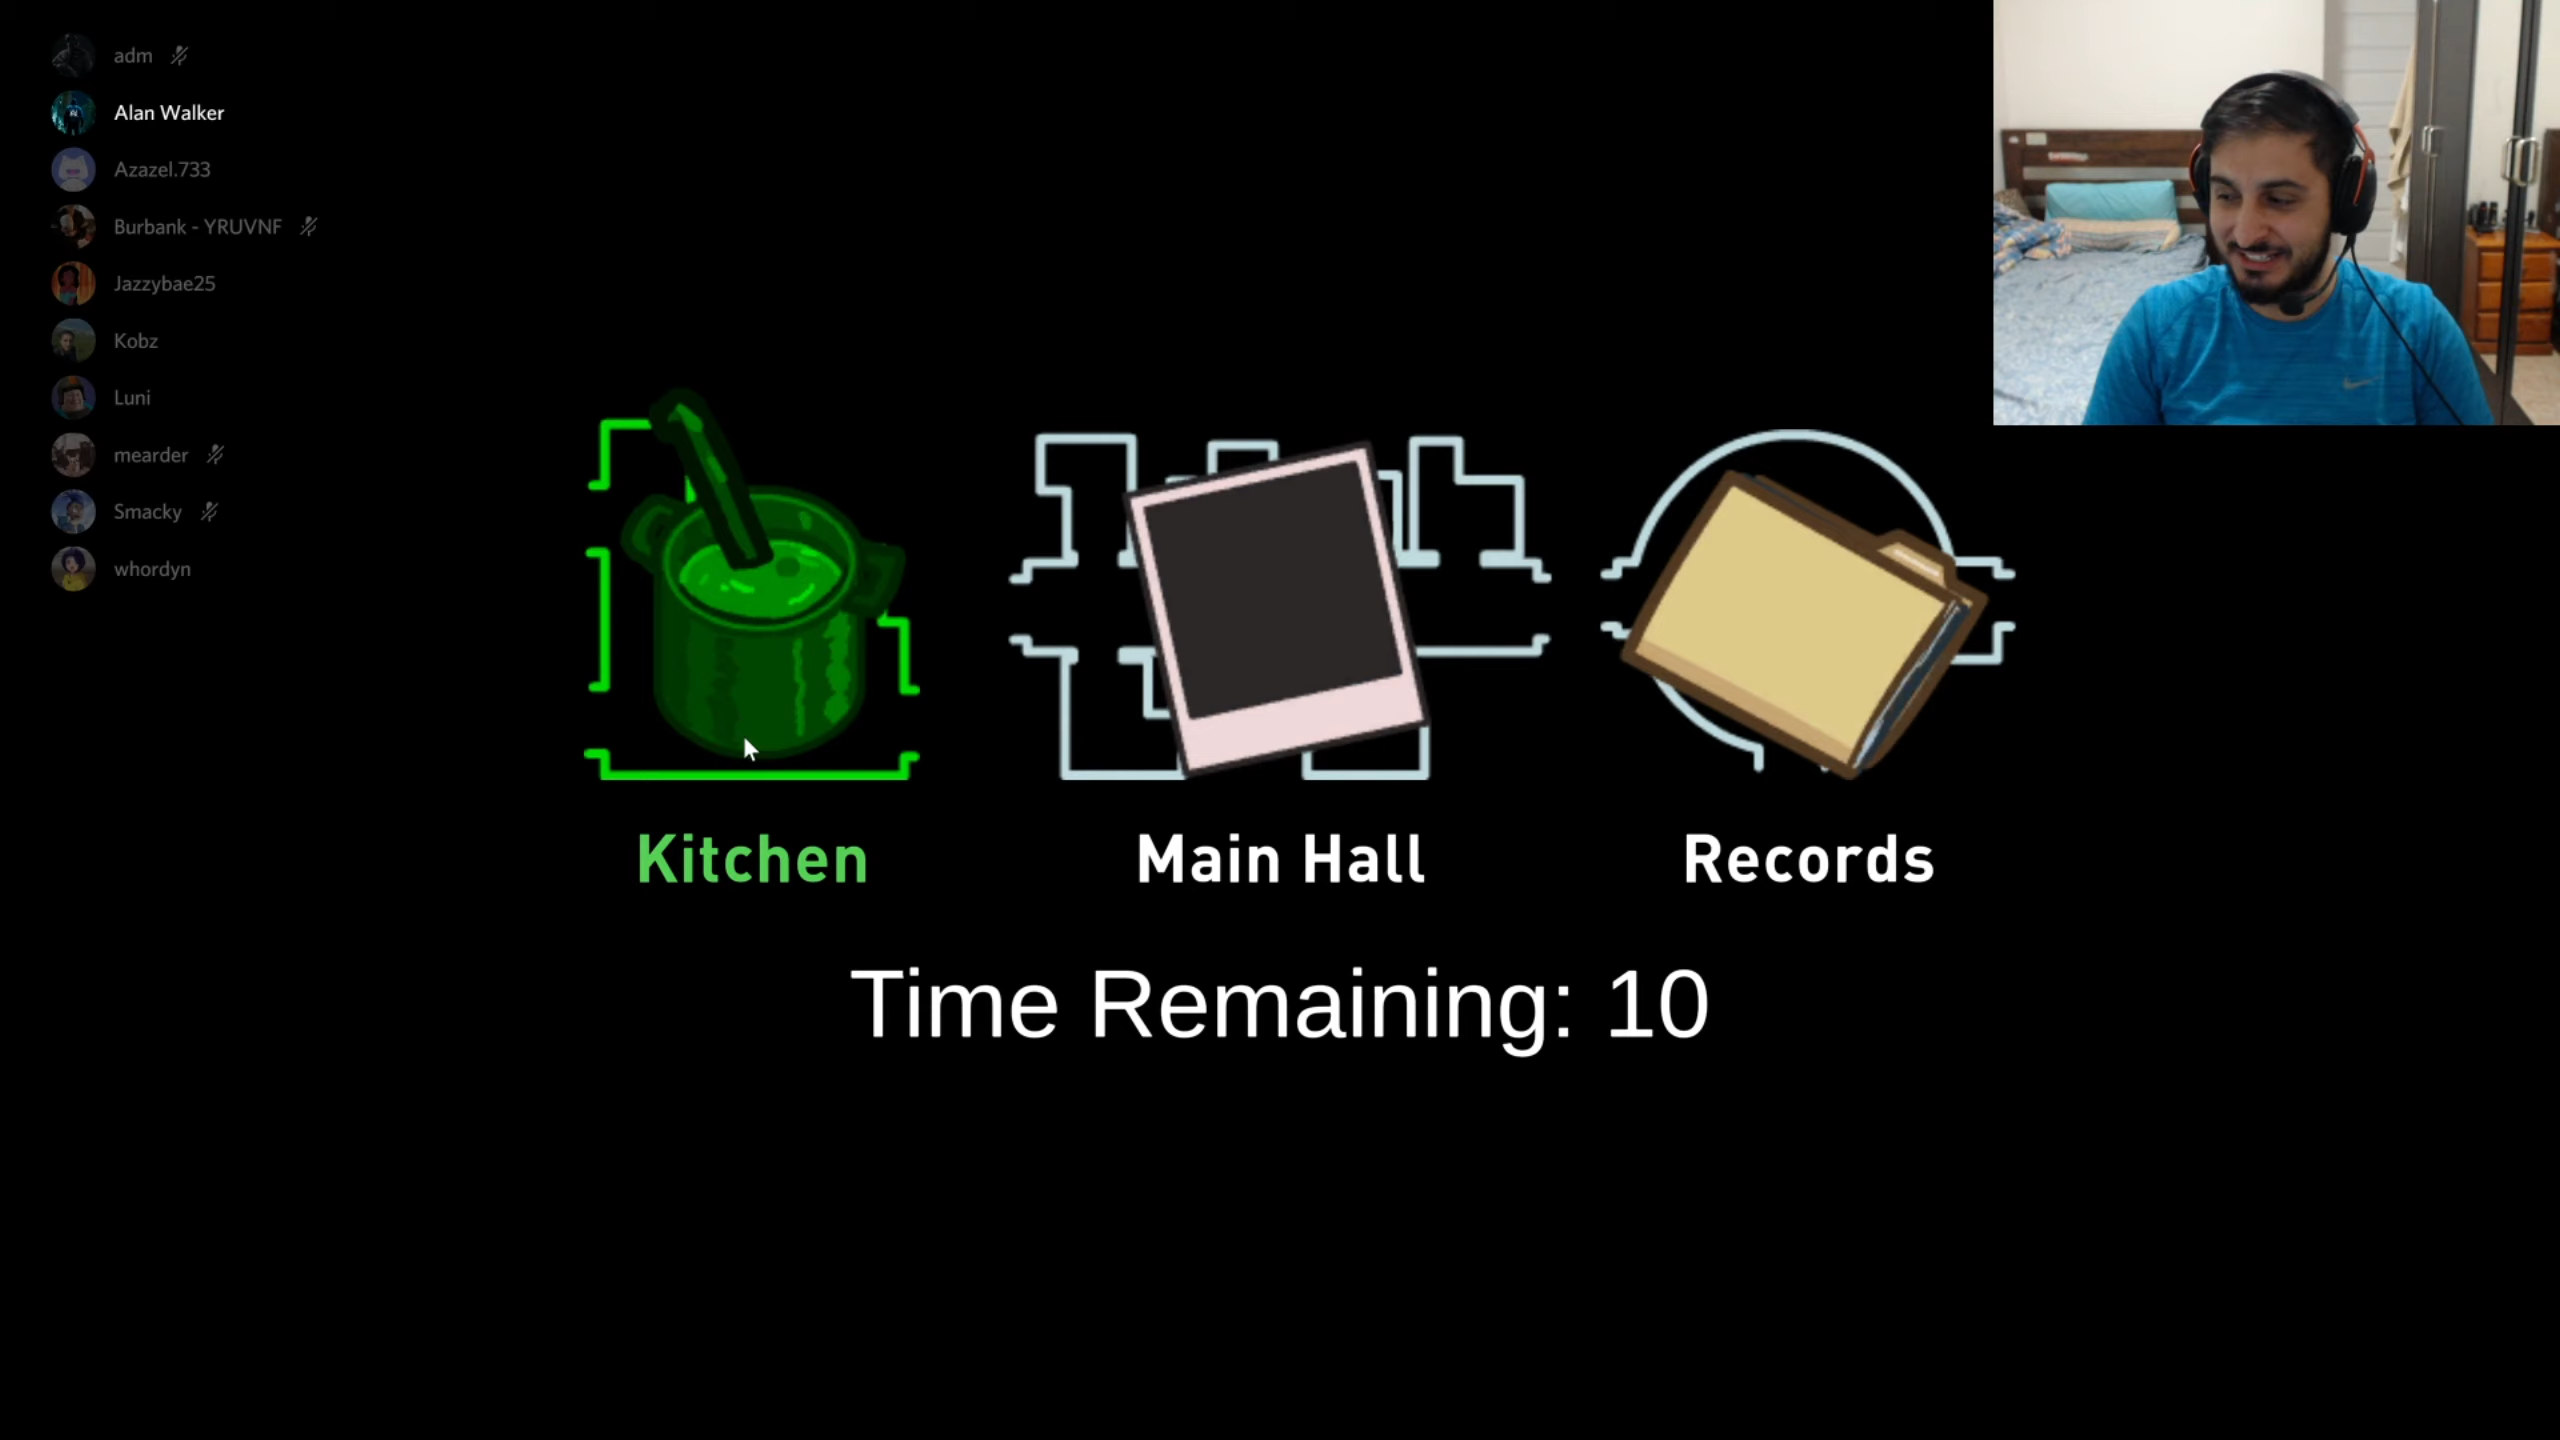 adm
Alan Walker
Azazel.733
Burbank - YRUVNF
Jazzybae25
Kobz
Luni
mearder
Smacky
whordyn
Kitchen
Main Hall
Records
Time Remaining: 10